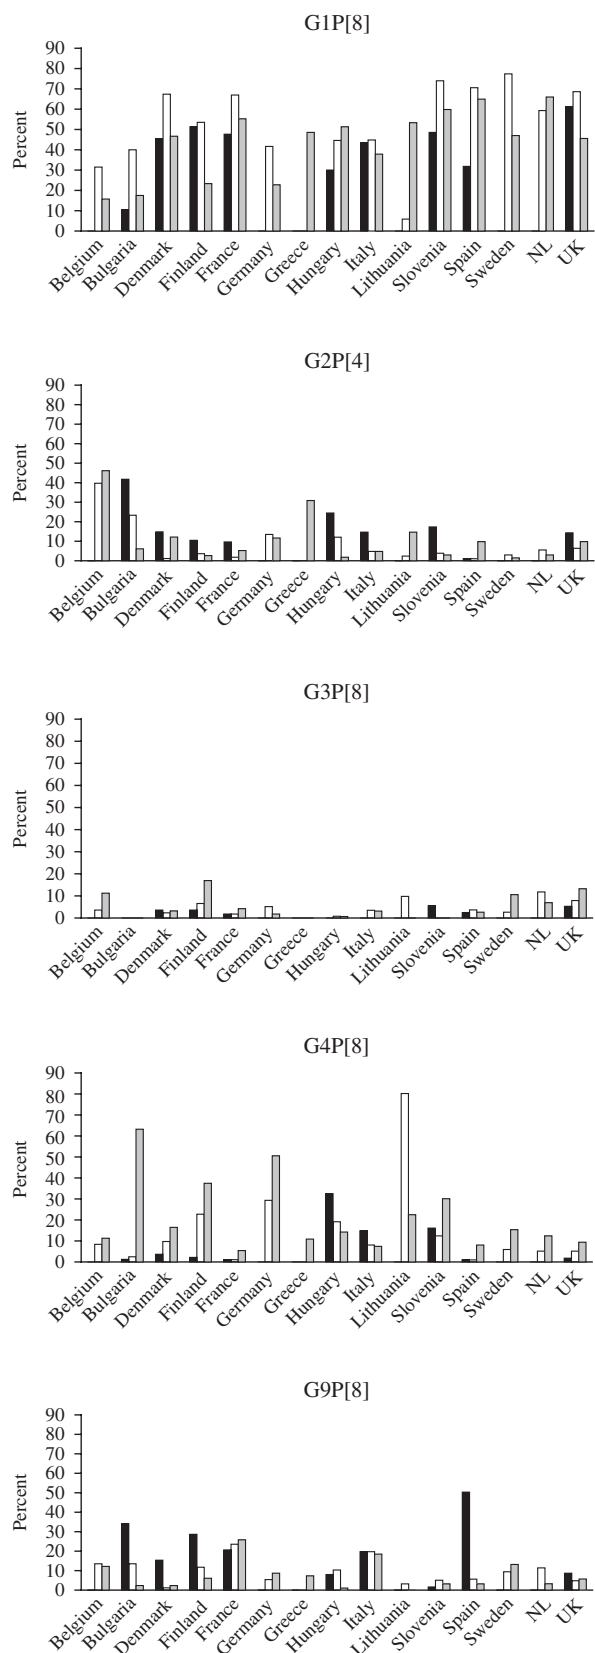 G1P[8]
90
80
70
60
50
40
30
20
10
0
Percent
Belgium
Bulgaria
Denmark
Finland
France
Germany
Greece
Hungary
Italy
Lithuania
Slovenia
Spain
Sweden
NL
UK
G2P[4]
90
80
70
60
50
40
30
20
10
0
Percent
Belgium
Bulgaria
Denmark
Finland
France
Germany
Greece
Hungary
Italy
Lithuania
Slovenia
Spain
Sweden
NL
UK
G3P[8]
90
80
70
60
50
40
30
20
10
0
Percent
Belgium
Bulgaria
Denmark
Finland
France
Germany
Greece
Hungary
Italy
Lithuania
Slovenia
Spain
Sweden
NL
UK
G4P[8]
90
80
70
60
50
40
30
20
10
0
Percent
Belgium
Bulgaria
Denmark
Finland
France
Germany
Greece
Hungary
Italy
Lithuania
Slovenia
Spain
Sweden
NL
UK
G9P[8]
90
80
70
60
50
40
30
20
10
0
Percent
Belgium
Bulgaria
Denmark
Finland
France
Germany
Greece
Hungary
Italy
Lithuania
Slovenia
Spain
Sweden
NL
UK